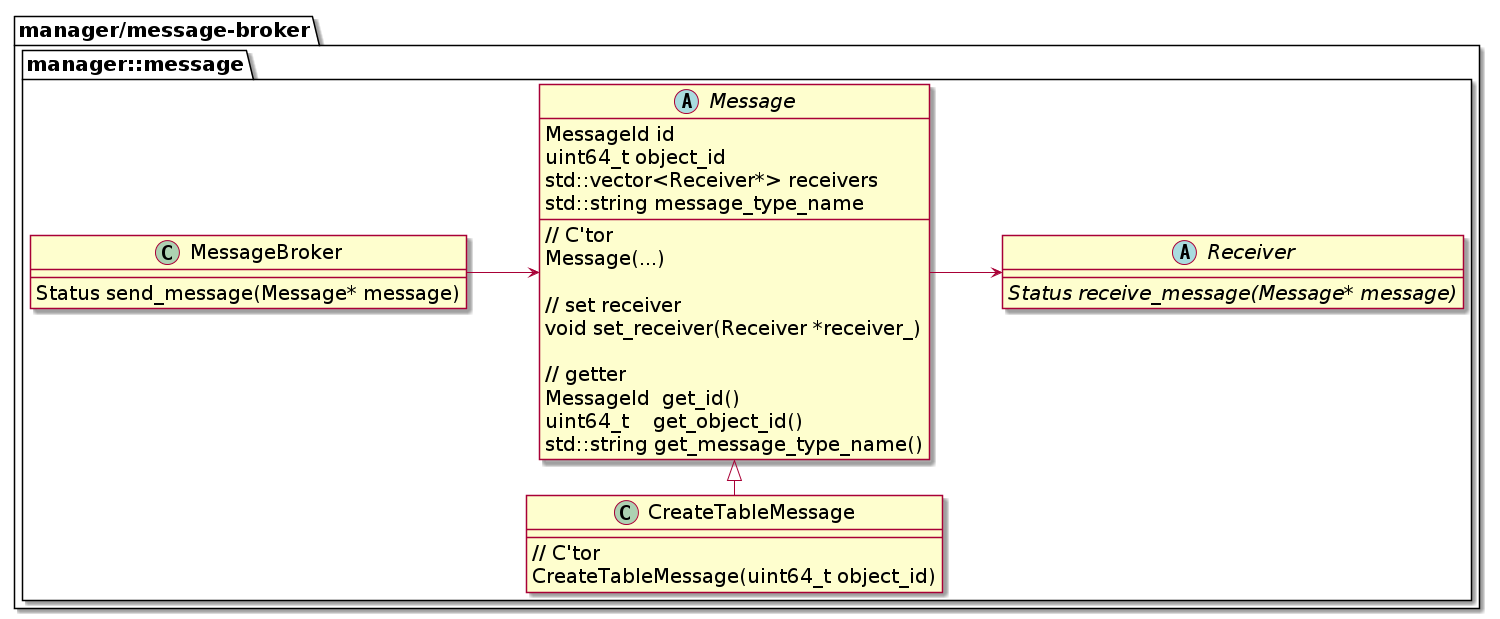 manager/message-broker
manager::message
A Message
MessageId id
uint64_t object_id
std::vector<Receiver*> receivers
std::string message_type_name
// C'tor
Message(...)
// set receiver
void set_receiver(Receiver *receiver_)
// getter
MessageId  get_id()
uint64_t    get_object_id()
std::string get_message_type_name()
C MessageBroker
Status send_message(Message* message)
A Receiver
Status receive_message(Message* message)
C CreateTableMessage
// C'tor
CreateTableMessage(uint64_t object_id)